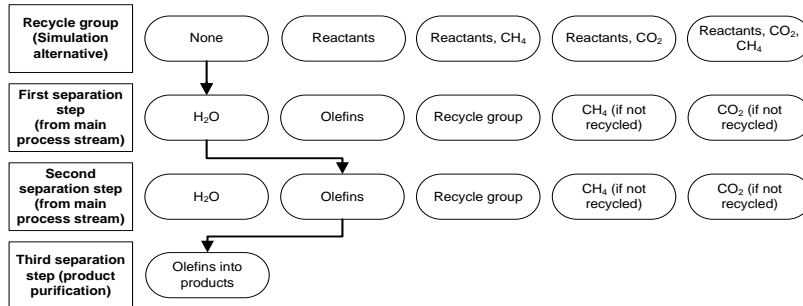 Recycle group
(Simulation
alternative)
None
Reactants
Reactants, CH₄
Reactants, CO₂
Reactants, CO₂,
CH₄
First separation
step
(from main
process stream)
H₂O
Olefins
Recycle group
CH₄ (if not
recycled)
CO₂ (if not
recycled)
Second
separation step
(from main
process stream)
H₂O
Olefins
Recycle group
CH₄ (if not
recycled)
CO₂ (if not
recycled)
Third separation
step (product
purification)
Olefins into
products